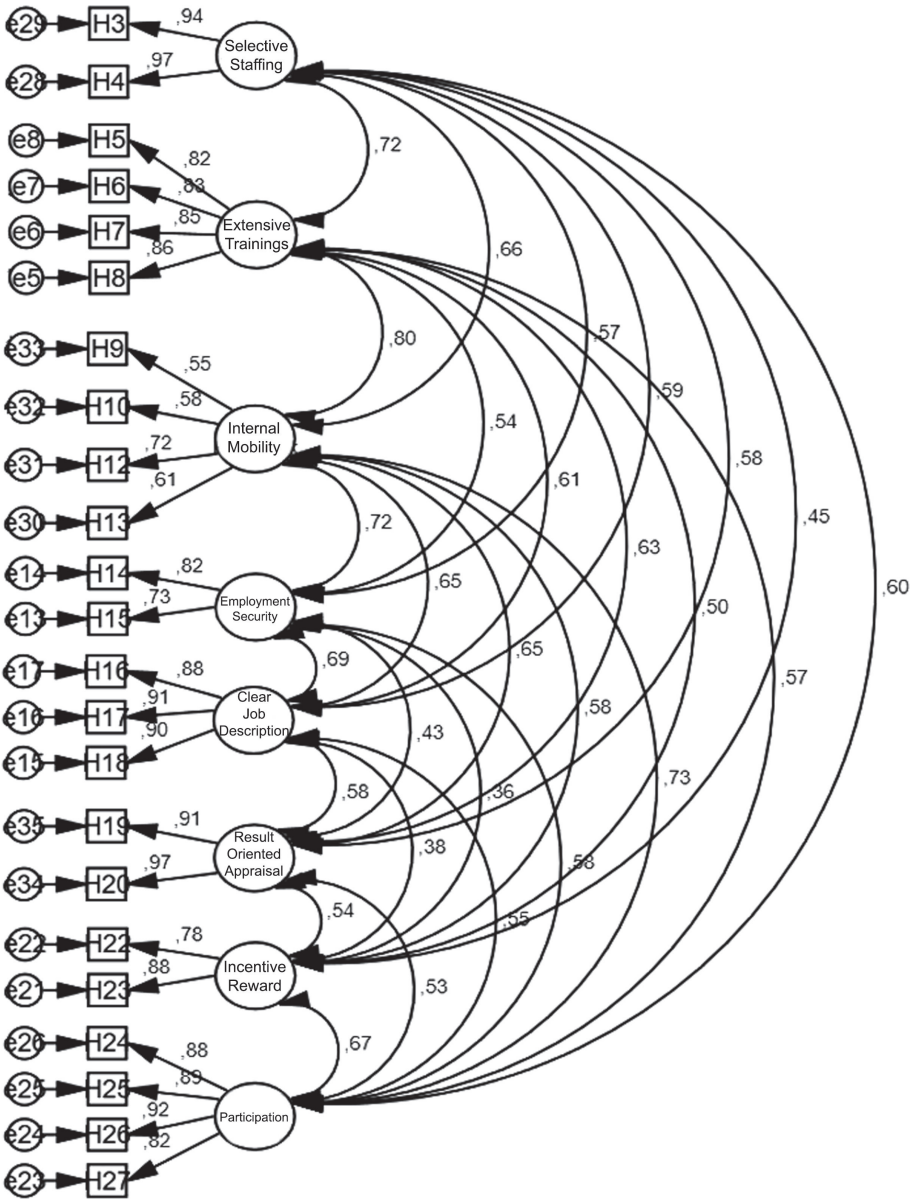 e29 H3 ,94
Selective
Staffing
e28 H4 ,97
e8 H5 ,82
,72
e7 H6 ,83
e6 H7 ,85
Extensive
Trainings
e5 H8 ,86
,66
e33 H9 ,55
,80
,57
,59
e32 H10 ,58
Internal
Mobility
,54
e31 H12 ,72
,58
e30 H13 ,61
,61
,45
,72
,63
e14 H14 ,82
,65
,60
Employment
Security
,50
e13 H15 ,73
,69
,65
e17 H16 ,88
,57
Clear
Job
Description
e16 H17 ,91
,58
e15 H18 ,90
,43
,73
,58
,36
e35 H19 ,91
Result
Oriented
Appraisal
,38
,58
e34 H20 ,97
,54
,55
e22 H22 ,78
Incentive
Reward
e21 H23 ,88
,53
e26 H24 ,88
,67
e25 H25 ,89
Participation
e24 H26 ,92
e23 H27 ,82